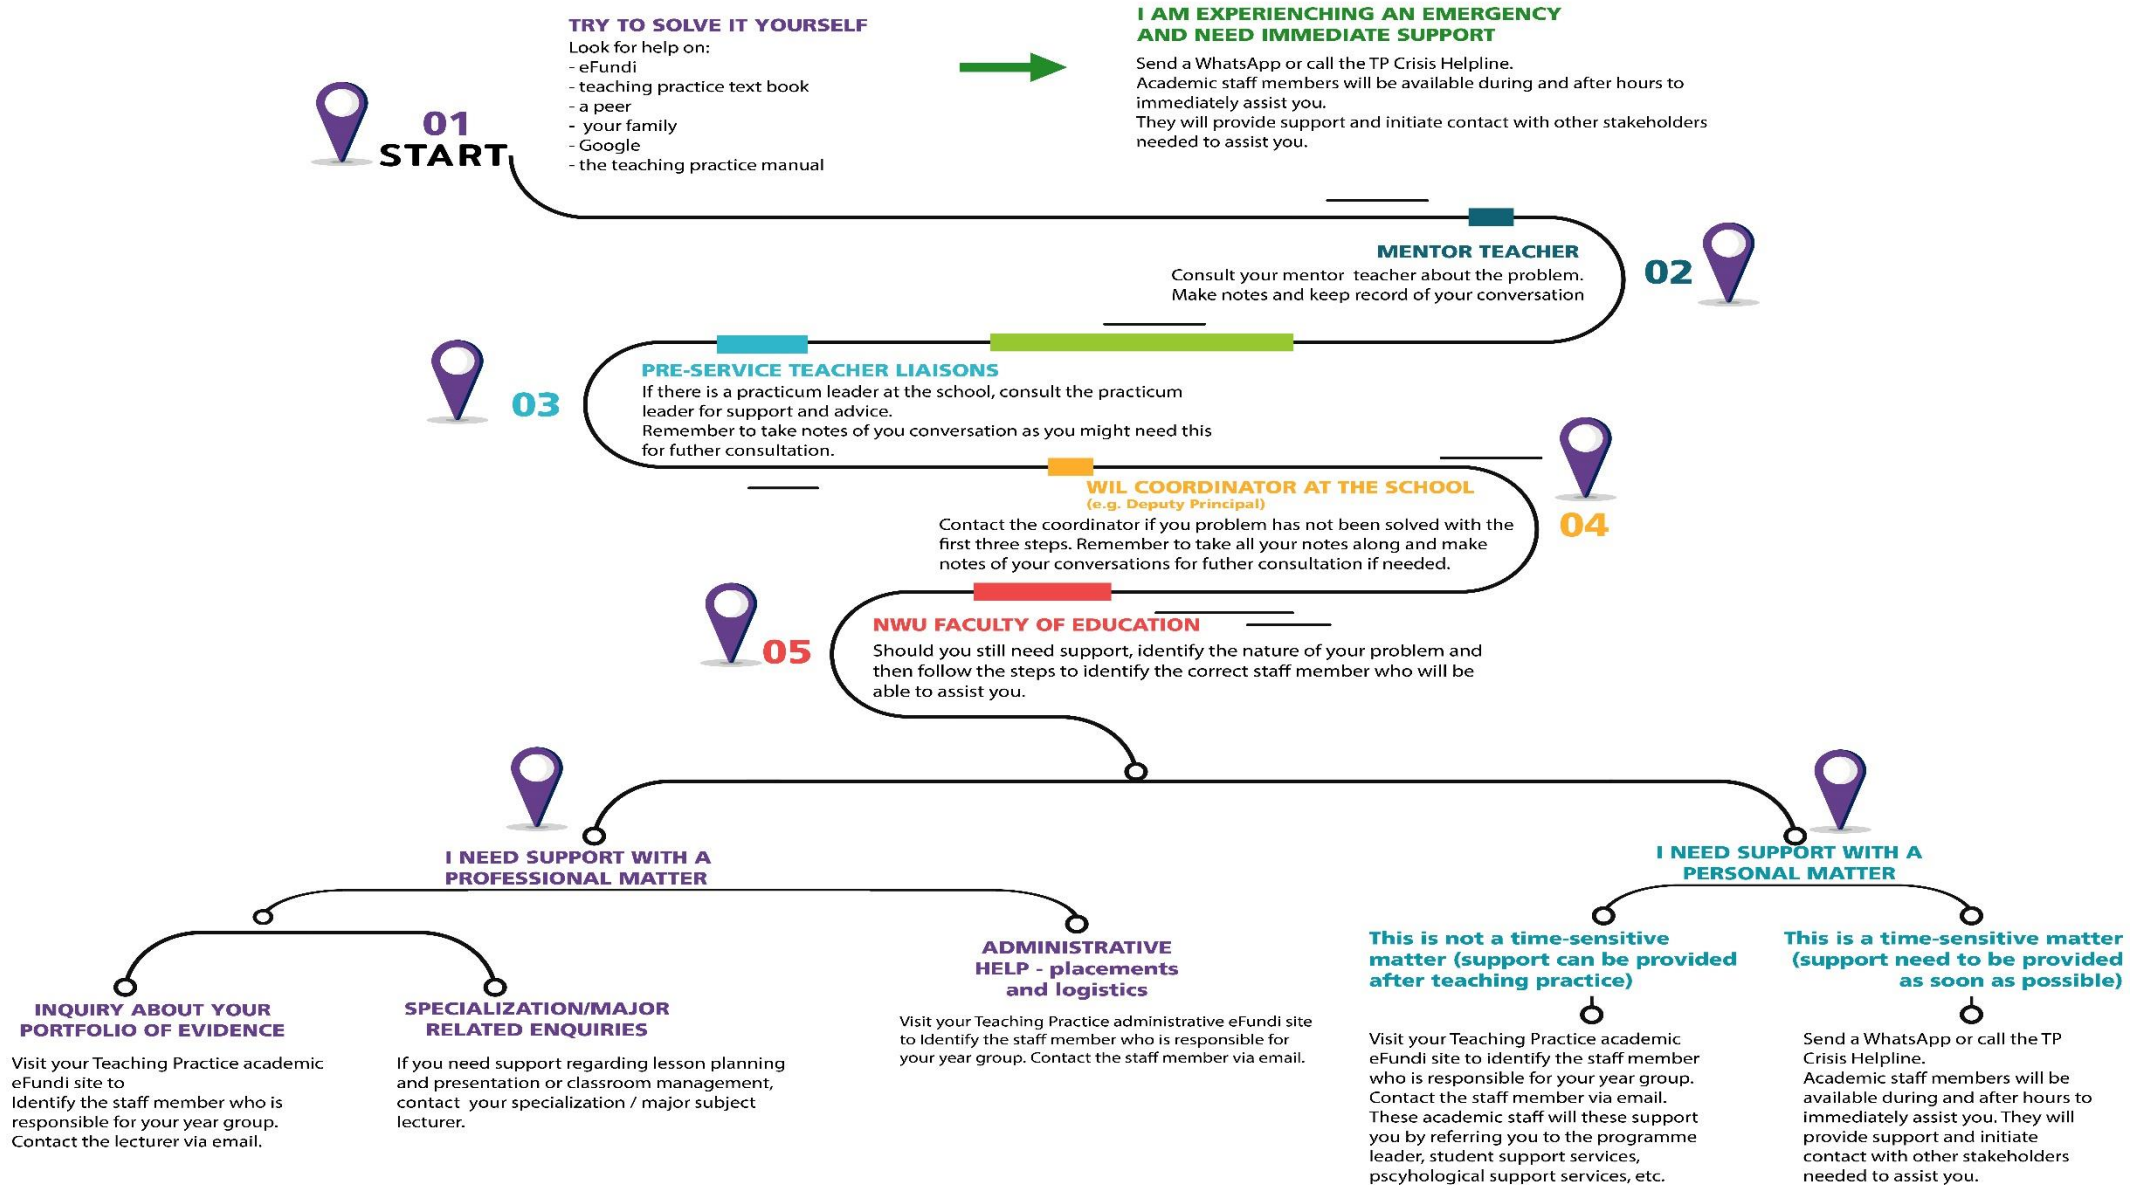 TRY TO SOLVE IT YOURSELF
Look for help on:
- eFundi
- teaching practice text book
- a peer
- your family
- Google
- the teaching practice manual
I AM EXPERIENCHING AN EMERGENCY
AND NEED IMMEDIATE SUPPORT
Send a WhatsApp or call the TP Crisis Helpline.
Academic staff members will be available during and after hours to
immediately assist you.
They will provide support and initiate contact with other stakeholders
needed to assist you.
01
START
MENTOR TEACHER
Consult your mentor teacher about the problem.
Make notes and keep record of your conversation
02
03
PRE-SERVICE TEACHER LIAISONS
If there is a practicum leader at the school, consult the practicum
leader for support and advice.
Remember to take notes of you conversation as you might need this
for futher consultation.
WIL COORDINATOR AT THE SCHOOL
(e.g. Deputy Principal)
Contact the coordinator if you problem has not been solved with the
first three steps. Remember to take all your notes along and make
notes of your conversations for futher consultation if needed.
04
05
NWU FACULTY OF EDUCATION
Should you still need support, identify the nature of your problem and
then follow the steps to identify the correct staff member who will be
able to assist you.
I NEED SUPPORT WITH A
PROFESSIONAL MATTER
I NEED SUPPORT WITH A
PERSONAL MATTER
INQUIRY ABOUT YOUR
PORTFOLIO OF EVIDENCE
Visit your Teaching Practice academic
eFundi site to
Identify the staff member who is
responsible for your year group.
Contact the lecturer via email.
SPECIALIZATION/MAJOR
RELATED ENQUIRIES
If you need support regarding lesson planning
and presentation or classroom management,
contact your specialization / major subject
lecturer.
ADMINISTRATIVE
HELP - placements
and logistics
Visit your Teaching Practice administrative eFundi site
to Identify the staff member who is responsible for
your year group. Contact the staff member via email.
This is not a time-sensitive
matter (support can be provided
after teaching practice)
Visit your Teaching Practice academic
eFundi site to identify the staff member
who is responsible for your year group.
Contact the staff member via email.
These academic staff will these support
you by referring you to the programme
leader, student support services,
pscyhological support services, etc.
This is a time-sensitive matter
(support need to be provided
as soon as possible)
Send a WhatsApp or call the TP
Crisis Helpline.
Academic staff members will be
available during and after hours to
immediately assist you. They will
provide support and initiate
contact with other stakeholders
needed to assist you.